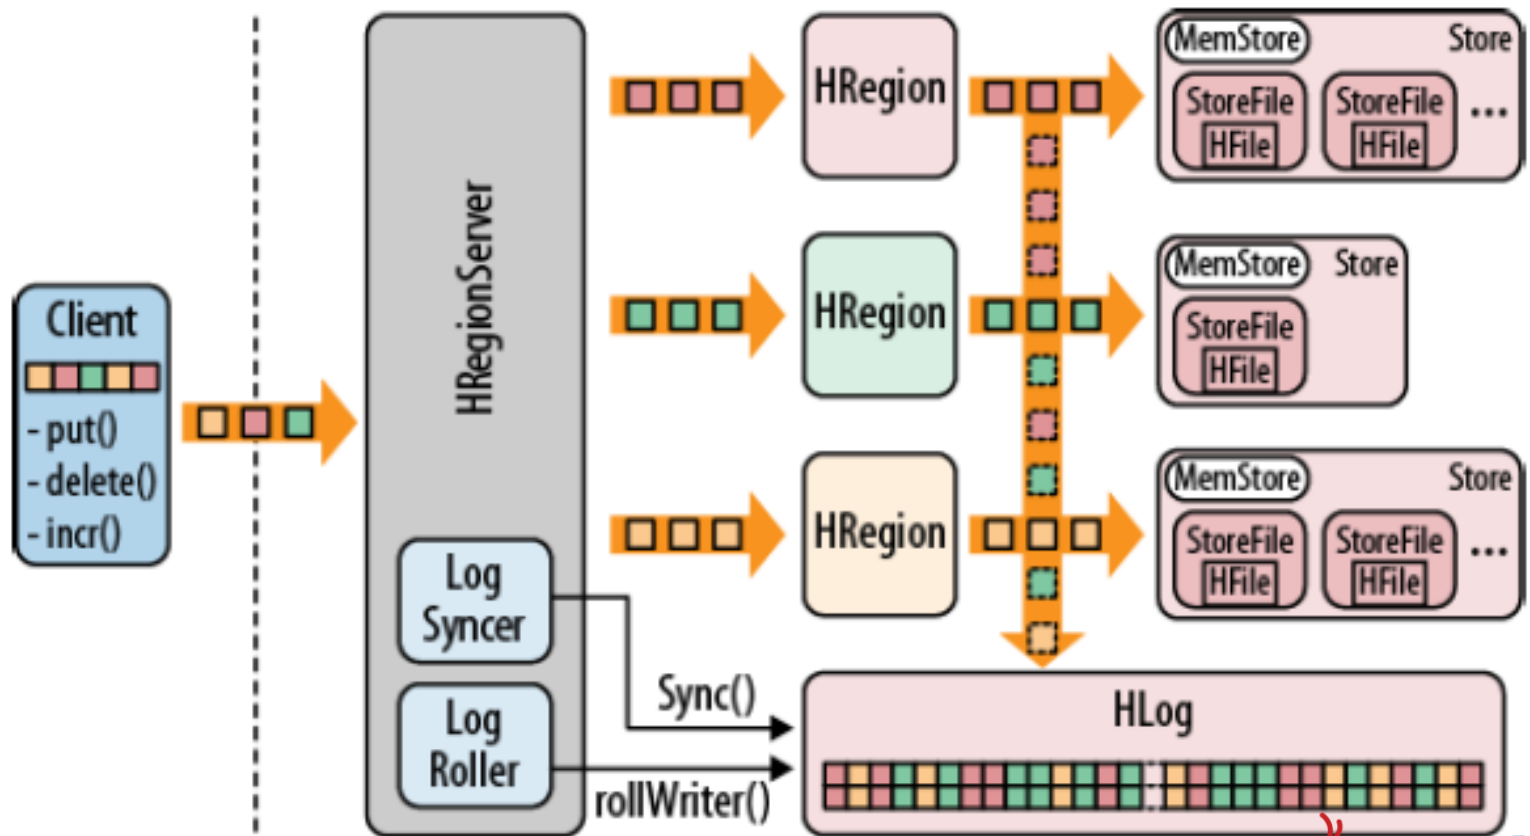 Client
- put()
- delete()
- incr()
HRegionServer
Log
Syncer
Log
Roller
Sync()
rollWriter()
HRegion
MemStore Store
StoreFile StoreFile ...
HFile HFile
HRegion
MemStore Store
StoreFile
HFile
HRegion
MemStore Store
StoreFile StoreFile ...
HFile HFile
HLog